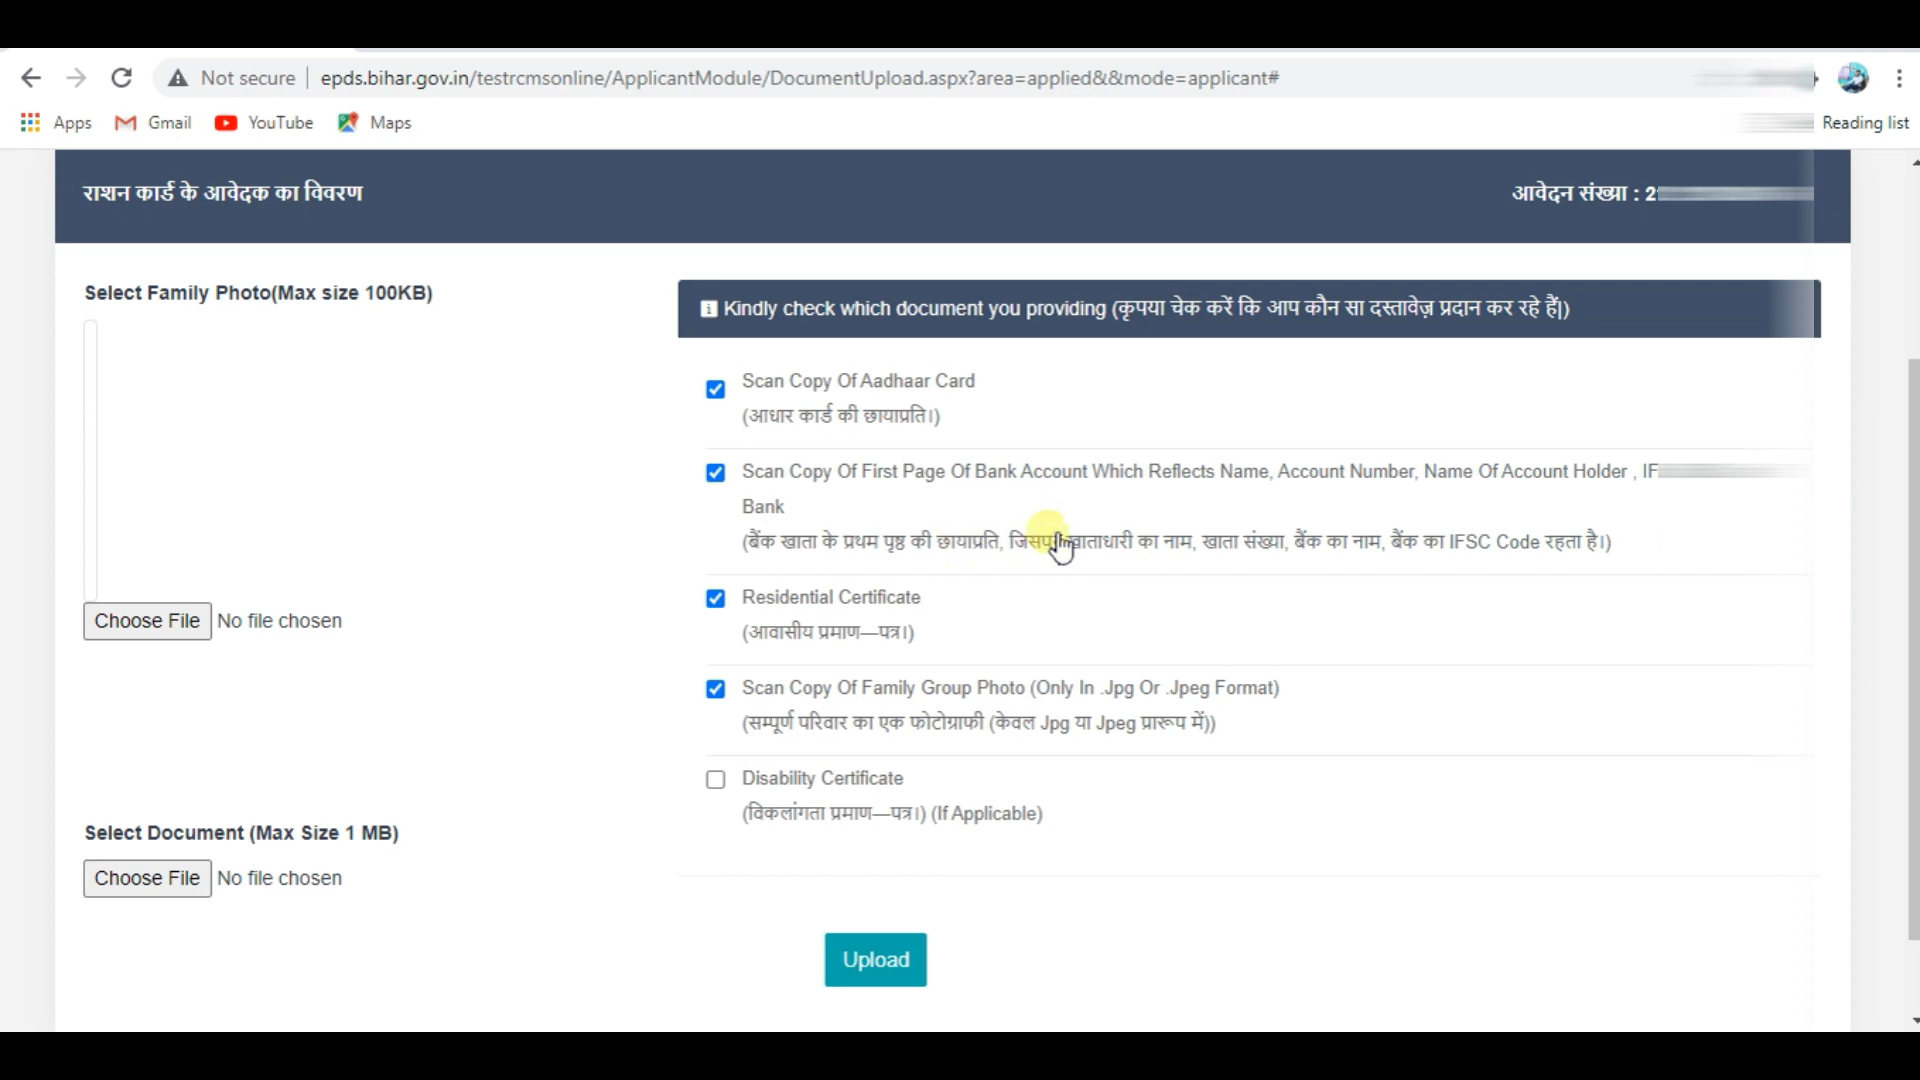 Not secure epds.bihar.gov.in/testrcmsonline/ApplicantModule/DocumentUpload.aspx?area=applied&&mode=applicant#
Apps Gmail YouTube Maps Reading list
राशन कार्ड के आवेदक का विवरण
आवेदन संख्या : 2
Select Family Photo(Max size 100KB)
Choose File No file chosen
Select Document (Max Size 1 MB)
Choose File No file chosen
Kindly check which document you providing (कृपया चेक करें कि आप कौन सा दस्तावेज़ प्रदान कर रहे हैं|)
Scan Copy Of Aadhaar Card
(आधार कार्ड की छायाप्रति।)
Scan Copy Of First Page Of Bank Account Which Reflects Name, Account Number, Name Of Account Holder , IF
Bank
(बैंक खाता के प्रथम पृष्ठ की छायाप्रति, का नाम, खाता संख्या, बैंक का नाम, बैंक का IFSC Code रहता है।)
Residential Certificate
(आवासीय प्रमाण—पत्र।)
Scan Copy Of Family Group Photo (Only In .Jpg Or .Jpeg Format)
(सम्पूर्ण परिवार का एक फोटोग्राफी (केवल Jpg या Jpeg प्रारूप में))
Disability Certificate
(विकलांगता प्रमाण—पत्र।) (If Applicable)
Upload